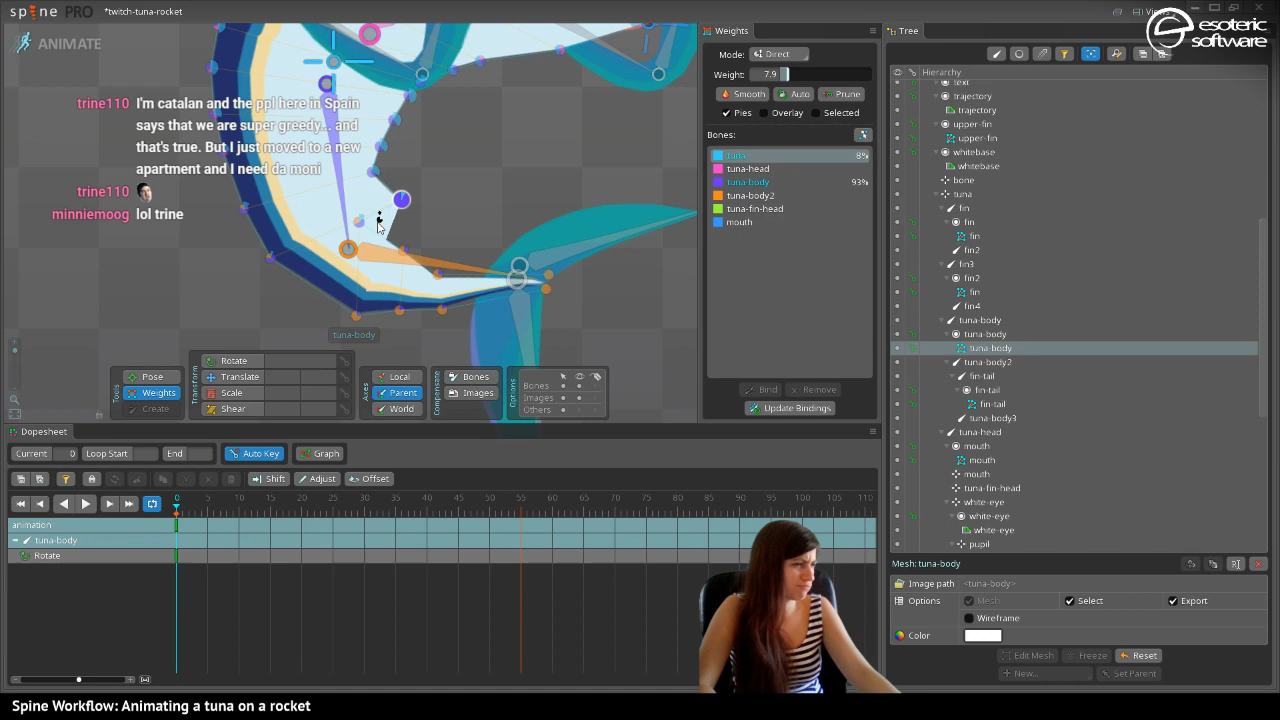 spine PRO
*twitch-tuna-rocket
Views
esoteric
software
ANIMATE
trine110 I'm catalan and the ppl here in Spain
says that we are super greedy... and
that's true. But I just moved to a new
apartment and I need da moni
trine110
minniemoog lol trine
tuna-body
Tools
Pose
Weights
Create
Transform
Rotate
Translate
Scale
Shear
Axes
Local
Parent
World
Compensate
Bones
Images
Options
Bones
Images
Others
Weights
Mode: Direct
Weight: 7.9
Smooth Auto Prune
Pies Overlay Selected
Bones:
tuna 8%
tuna-head
tuna-body 93%
tuna-body2
tuna-fin-head
mouth
Bind Remove
Update Bindings
Tree
Hierarchy
text
trajectory
trajectory
upper-fin
upper-fin
whitebase
whitebase
bone
tuna
fin
fin
fin
fin2
fin3
fin2
fin
fin4
tuna-body
tuna-body
tuna-body
tuna-body2
fin-tail
fin-tail
fin-tail
tuna-body3
tuna-head
mouth
mouth
mouth
tuna-fin-head
white-eye
white-eye
white-eye
pupil
Mesh: tuna-body
Image path <tuna-body>
Options Mesh Select Export
Wireframe
Color
Edit Mesh Freeze Reset
New... Set Parent
Dopesheet
Current 0 Loop Start End Auto Key Graph
Shift Adjust Offset
0 5 10 15 20 25 30 35 40 45 50 55 60 65 70 75 80 85 90 95 100 105 110
animation
tuna-body
Rotate
Spine Workflow: Animating a tuna on a rocket